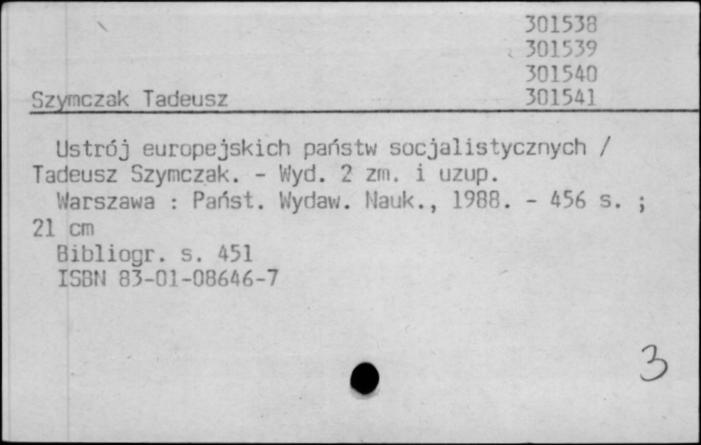 301538
301539
301540
Szymczak Tadeusz 301541
Ustrój europejskich państw socjalistycznych /
Tadeusz Szymczak. - Wyd. 2 zm. i uzup.
Warszawa : Państ. Wydaw. Nauk., 1988. - 456 s. ;
21 cm
Bibliogr. s. 451
ISBN 83-01-08646-7
3